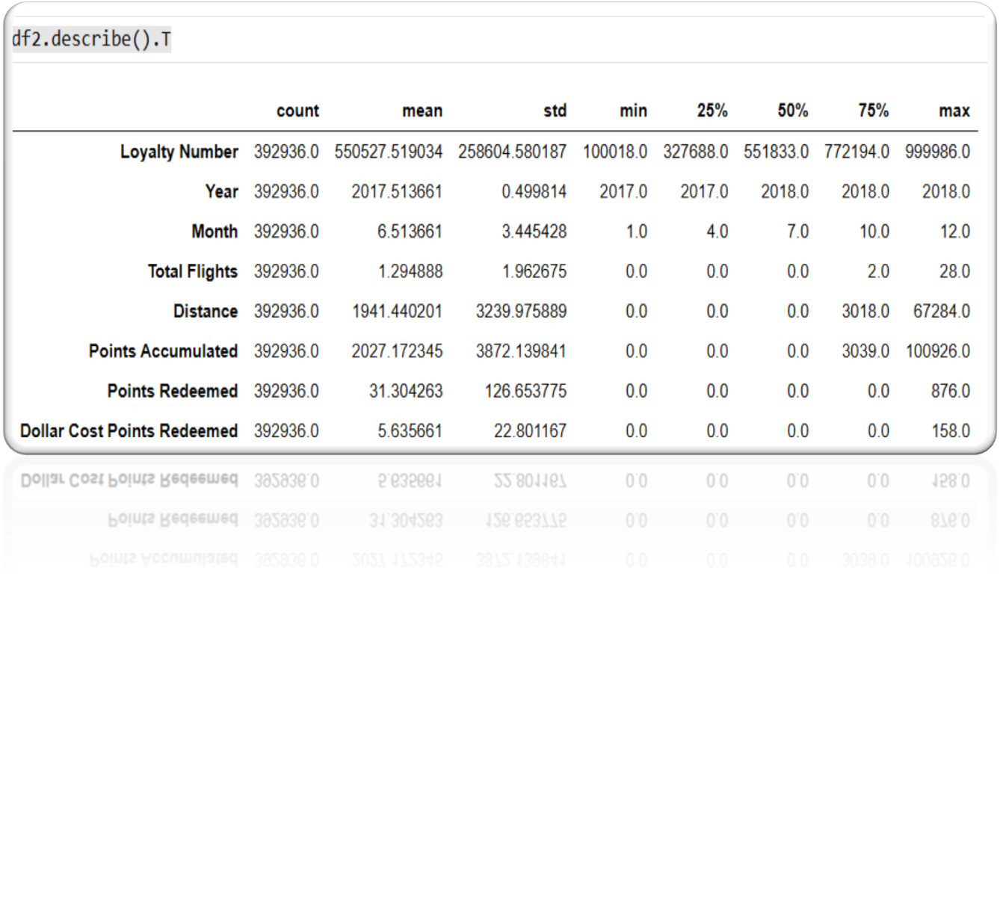 df2.describe().T
count mean std min 25% 50% 75% max
Loyalty Number 392936.0 550527.519034 258604.580187 100018.0 327688.0 551833.0 772194.0 999986.0
Year 392936.0 2017.513661 0.499814 2017.0 2017.0 2018.0 2018.0 2018.0
Month 392936.0 6.513661 3.445428 1.0 4.0 7.0 10.0 12.0
Total Flights 392936.0 1.294888 1.962675 0.0 0.0 0.0 2.0 28.0
Distance 392936.0 1941.440201 3239.975889 0.0 0.0 0.0 3018.0 67284.0
Points Accumulated 392936.0 2027.172345 3872.139841 0.0 0.0 0.0 3039.0 100926.0
Points Redeemed 392936.0 31.304263 126.653775 0.0 0.0 0.0 0.0 876.0
Dollar Cost Points Redeemed 392936.0 5.635661 22.801167 0.0 0.0 0.0 0.0 158.0